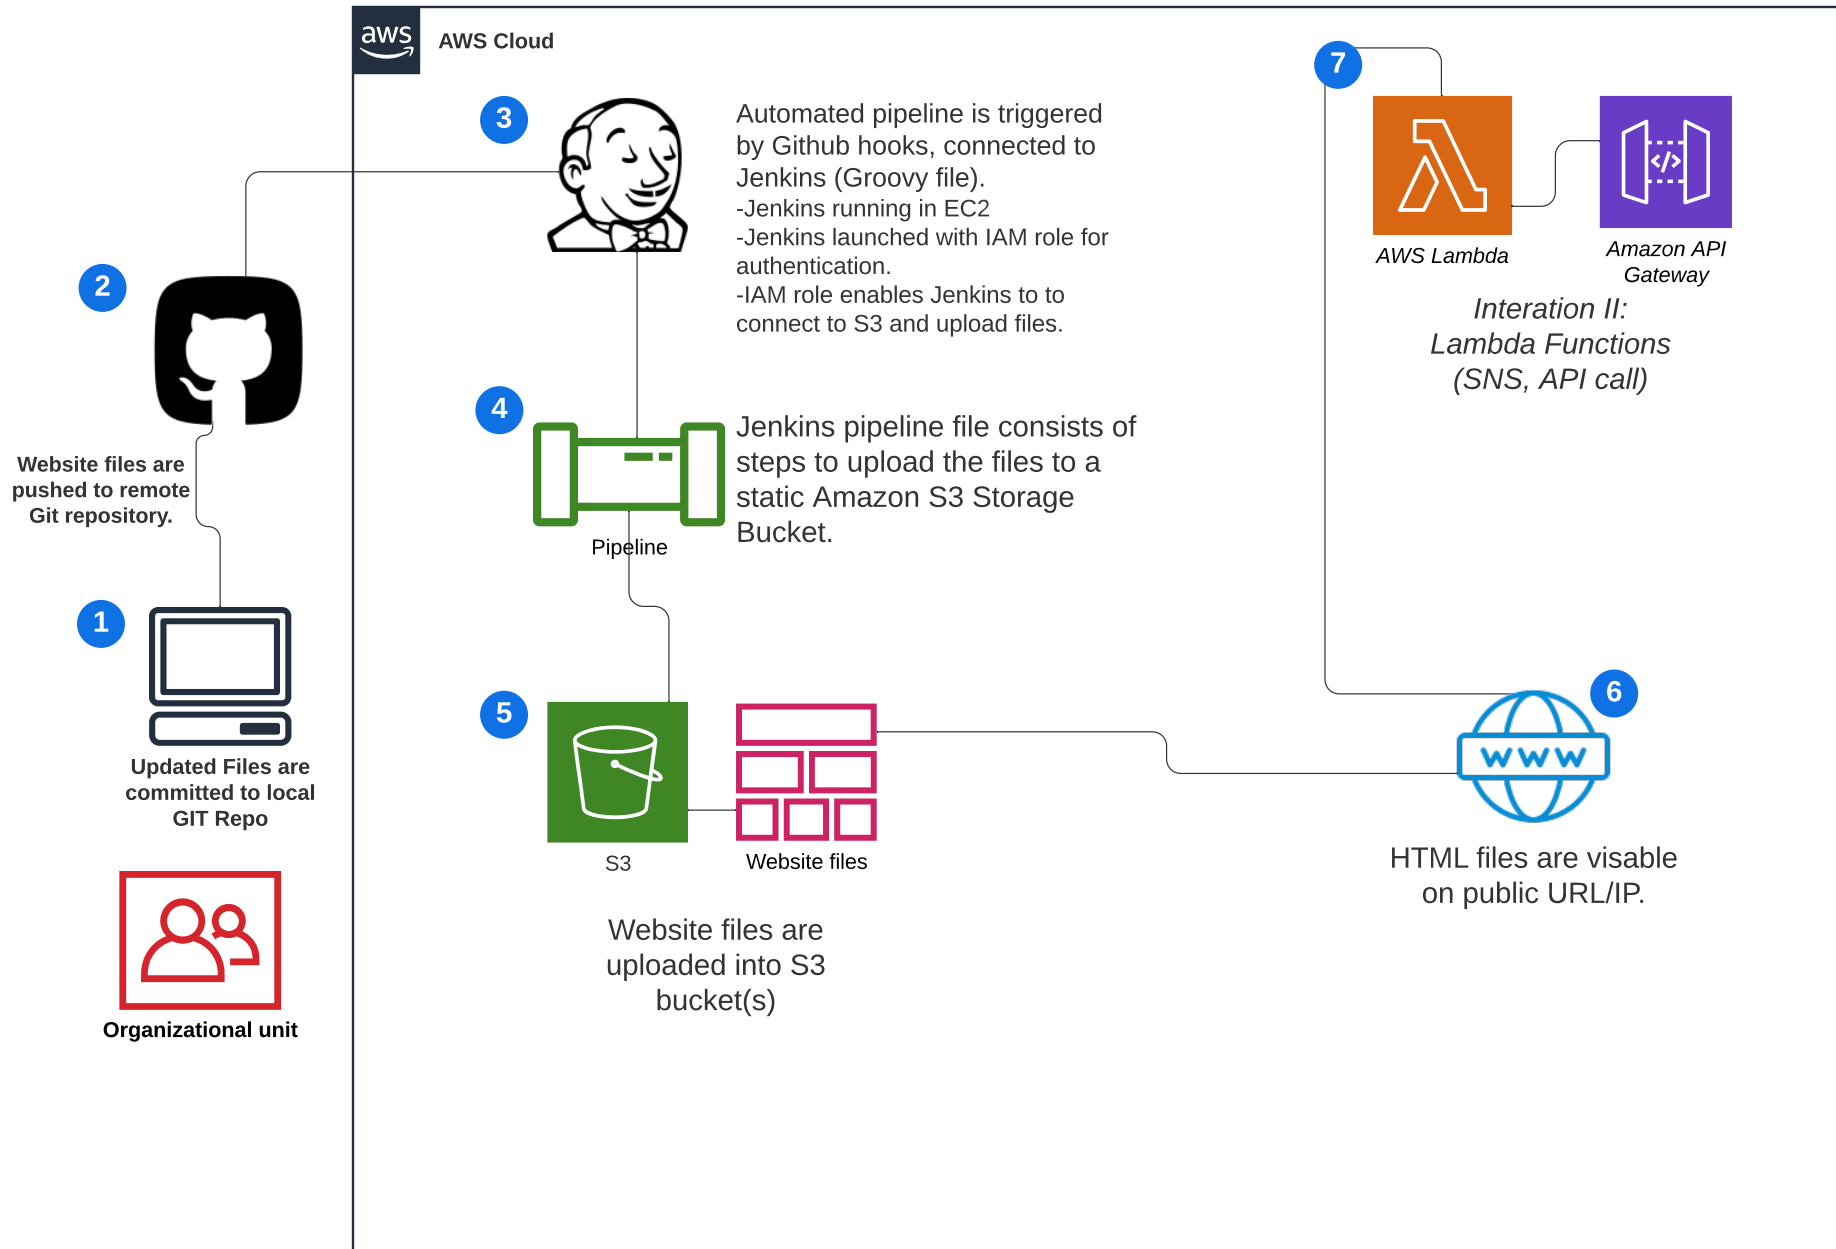 aws
AWS Cloud
3
Automated pipeline is triggered
by Github hooks, connected to
Jenkins (Groovy file).
-Jenkins running in EC2
-Jenkins launched with IAM role for
authentication.
-IAM role enables Jenkins to to
connect to S3 and upload files.
7
</>
AWS Lambda
Amazon API
Gateway
Interation II:
Lambda Functions
(SNS, API call)
2
Website files are
pushed to remote
Git repository.
4
Pipeline
Jenkins pipeline file consists of
steps to upload the files to a
static Amazon S3 Storage
Bucket.
1
Updated Files are
committed to local
GIT Repo
5
S3
Website files
Website files are
uploaded into S3
bucket(s)
6
WWW
HTML files are visable
on public URL/IP.
Organizational unit